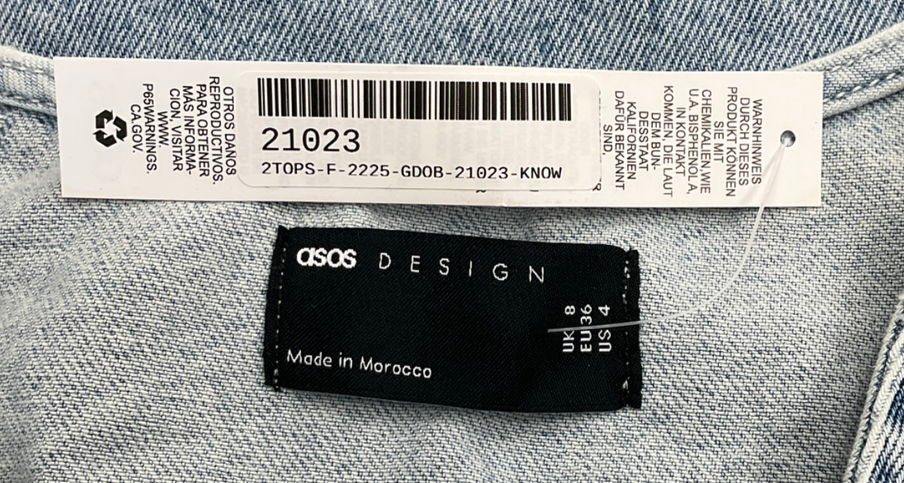 OTROS DAÑOS
REPRODUCTIVOS.
PARA OBTENER
MÁS INFORMA-
CIÓN, VISITAR
WWW.
P65WARNINGS.
CA.GOV.
21023
2TOPS-F-2225-GDOB-21023-KNOW
WARNHINWEIS
DURCH DIESES
PRODUKT KÖNNEN
SIE MIT
CHEMIKALIEN,WIE
U.A. BISPHENOL A,
IN KONTAKT
KOMMEN, DIE LAUT
DEM BUN-
DESSTAAT
KALIFORNIEN
DAFÜR BEKANNT
SIND,
asos DESIGN
UK 8
EU 36
US 4
Made in Morocco